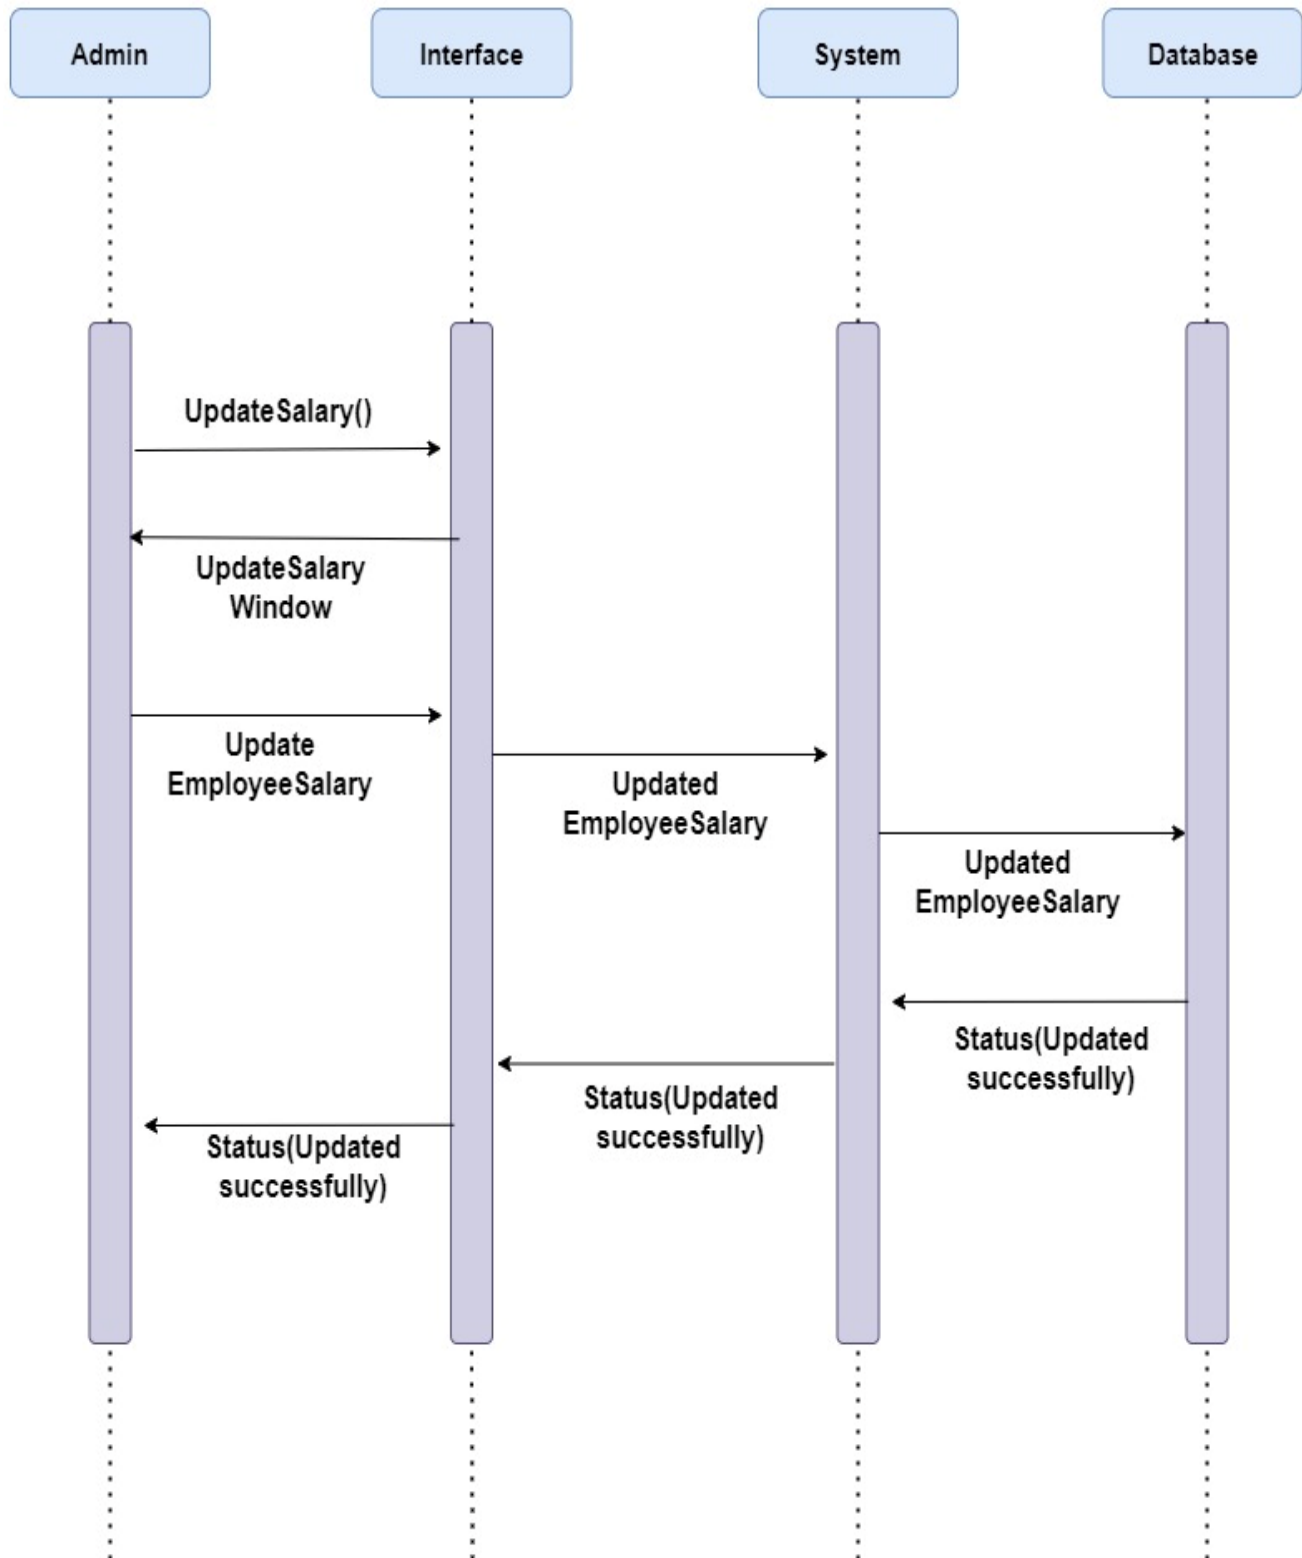 Admin
Interface
System
Database
UpdateSalary()
UpdateSalary
Window
Update
EmployeeSalary
Updated
EmployeeSalary
Updated
EmployeeSalary
Status(Updated
successfully)
Status(Updated
successfully)
Status(Updated
successfully)